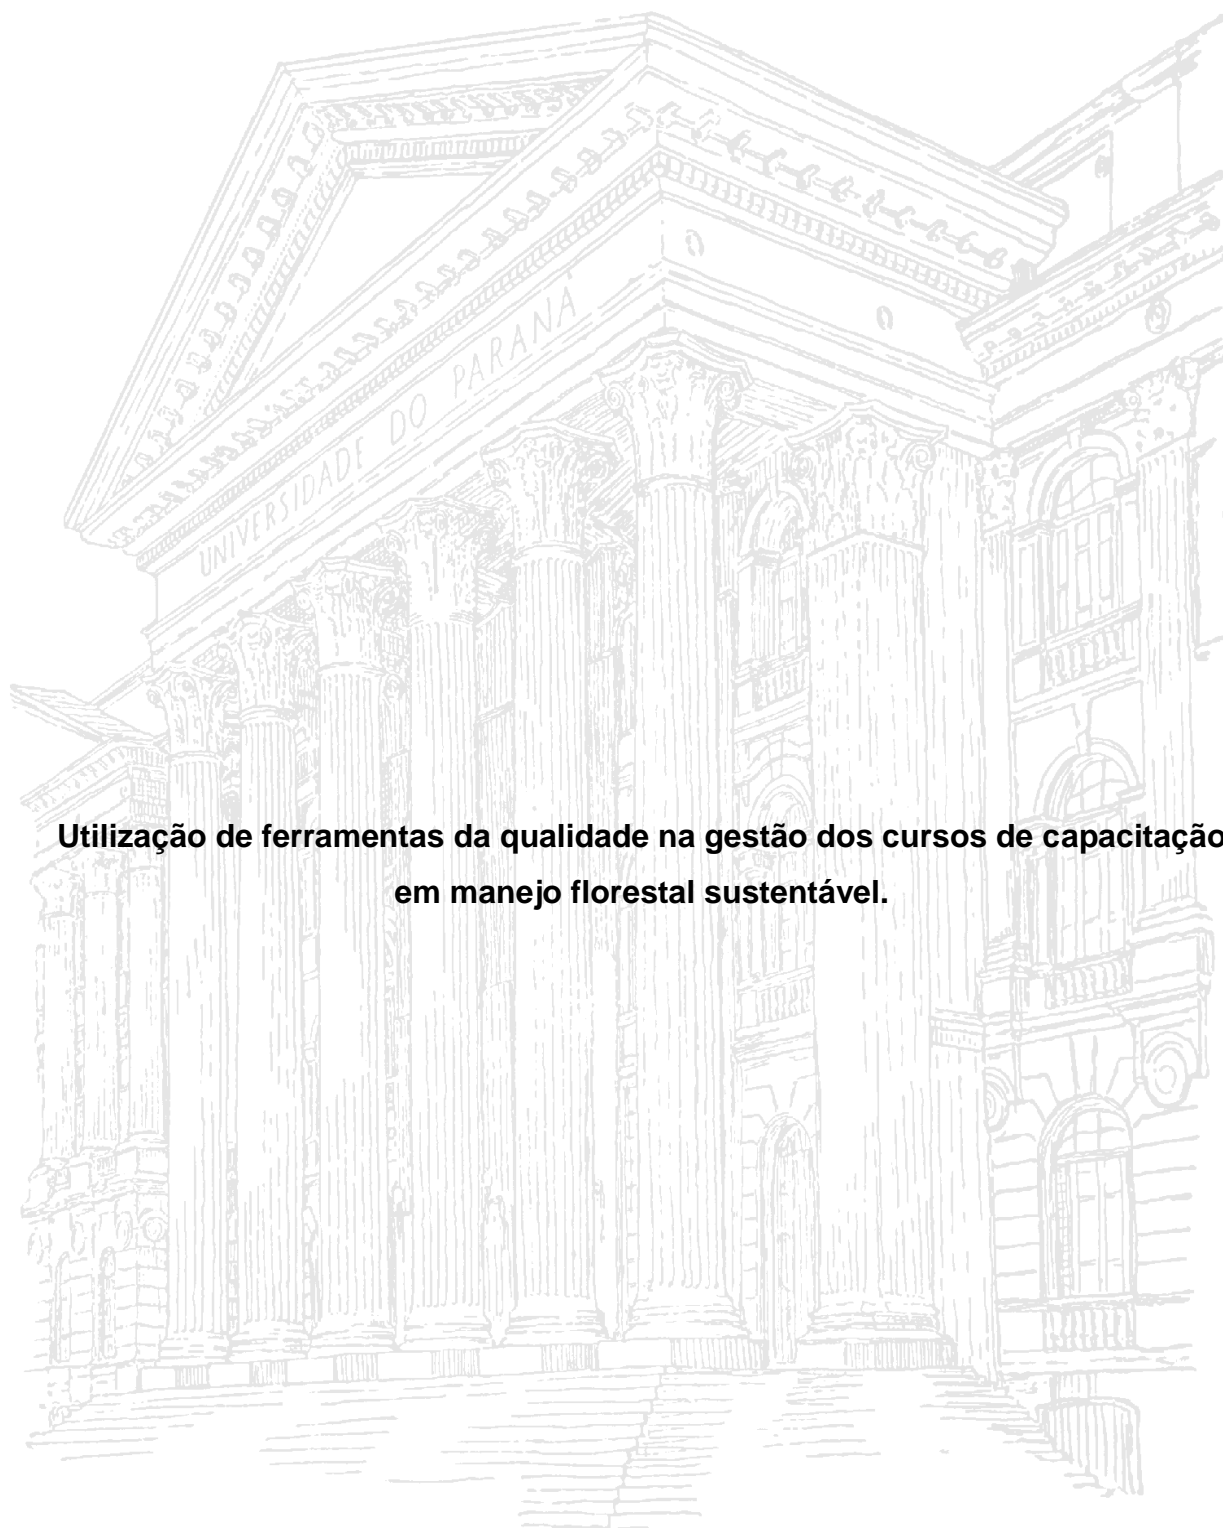 UNIVERSIDADE DO PARANÁ
Utilização de ferramentas da qualidade na gestão dos cursos de capacitação
em manejo florestal sustentável.